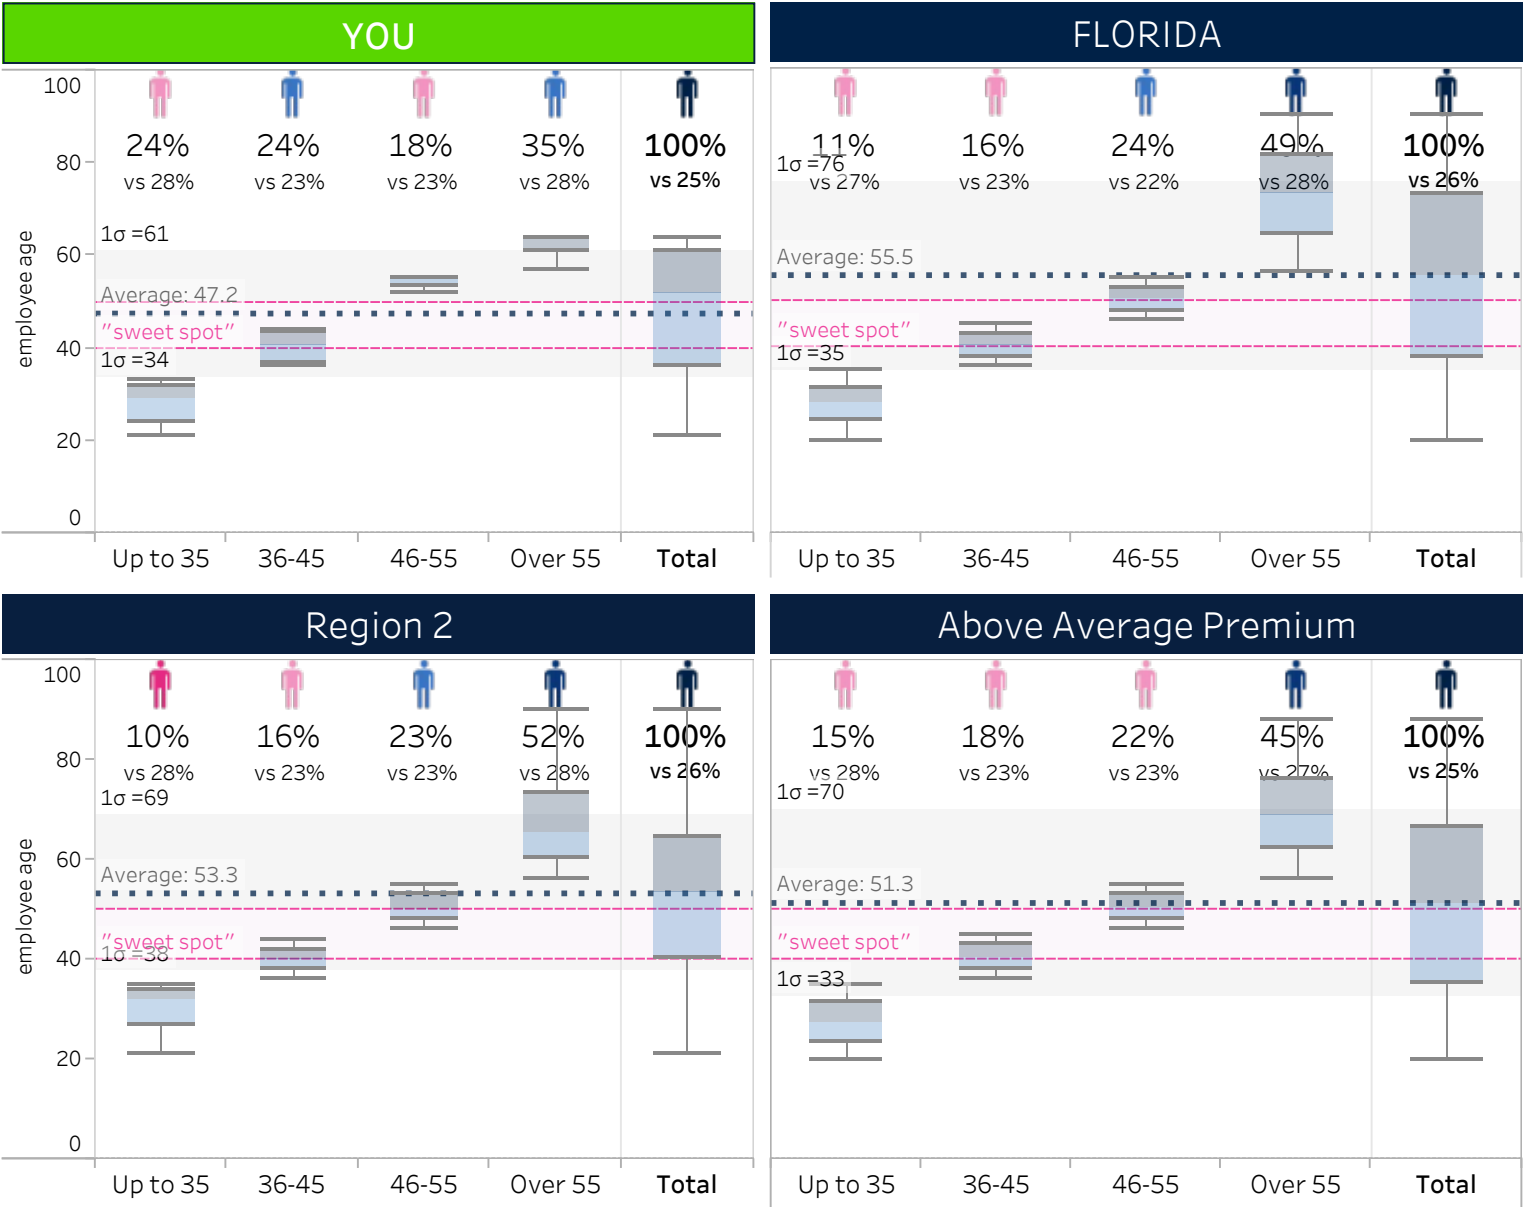 YOU
100
24%
24%
18%
35%
100%
80
vs 28%
vs 23%
vs 23%
vs 28%
vs 25%
1σ =61
60
Average: 47.2
"sweet spot"
40
1σ =34
20
0
employee age
Up to 35
36-45
46-55
Over 55
Total
FLORIDA
11%
16%
24%
49%
100%
1σ =76
vs 27%
vs 23%
vs 22%
vs 28%
vs 26%
Average: 55.5
"sweet spot"
1σ =35
Up to 35
36-45
46-55
Over 55
Total
Region 2
100
10%
16%
23%
52%
100%
80
vs 28%
vs 23%
vs 23%
vs 28%
vs 26%
1σ =69
60
Average: 53.3
"sweet spot"
1σ =38
40
20
0
employee age
Up to 35
36-45
46-55
Over 55
Total
Above Average Premium
15%
18%
22%
45%
100%
vs 28%
vs 23%
vs 23%
vs 27%
vs 25%
1σ =70
Average: 51.3
"sweet spot"
1σ =33
Up to 35
36-45
46-55
Over 55
Total